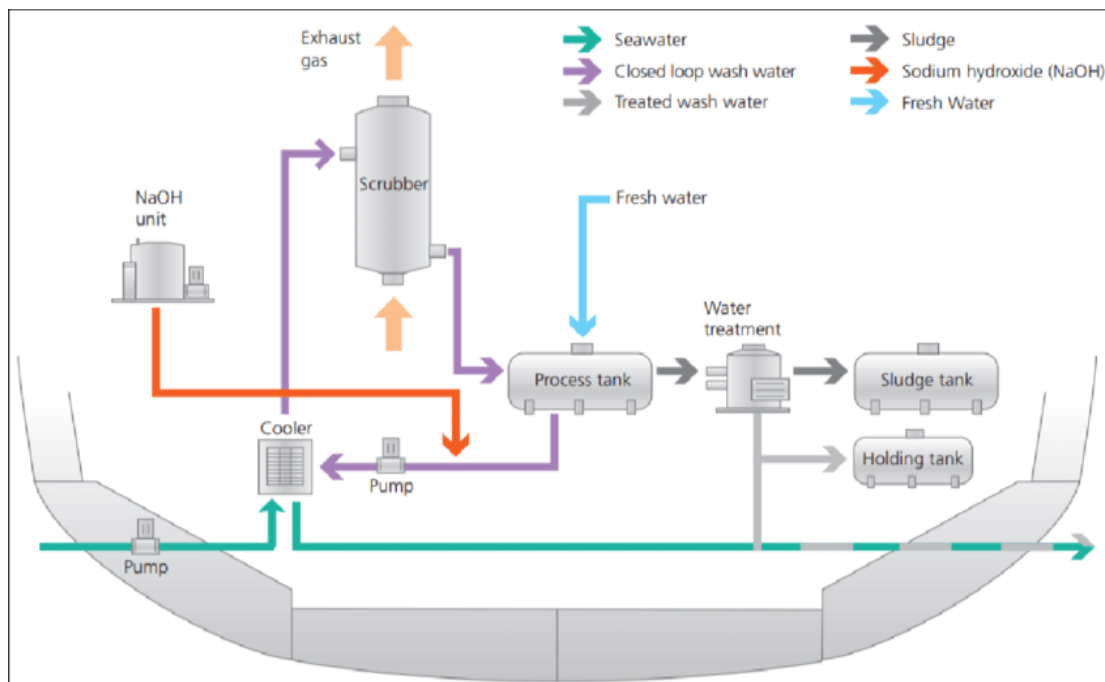 Exhaust
gas
Seawater
Closed loop wash water
Treated wash water
Sludge
Sodium hydroxide (NaOH)
Fresh Water
Scrubber
NaOH
unit
Fresh water
Water
treatment
Process tank
Sludge tank
Cooler
Holding tank
Pump
Pump